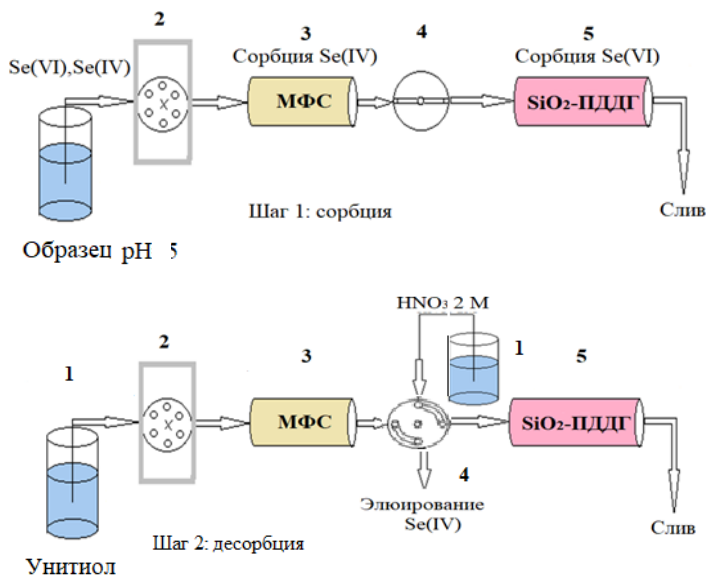 2
3
4
5
Se(VI),Se(IV)
Сорбция Se(IV)
Сорбция Se(VI)
X
МФС
SiO₂-ПДДГ
Шаг 1: сорбция
Слив
Образец pH 5
HNO₃ 2 M
1
2
3
1
5
X
МФС
SiO₂-ПДДГ
4
Элюирование
Se(IV)
Слив
Шаг 2: десорбция
Унитиол